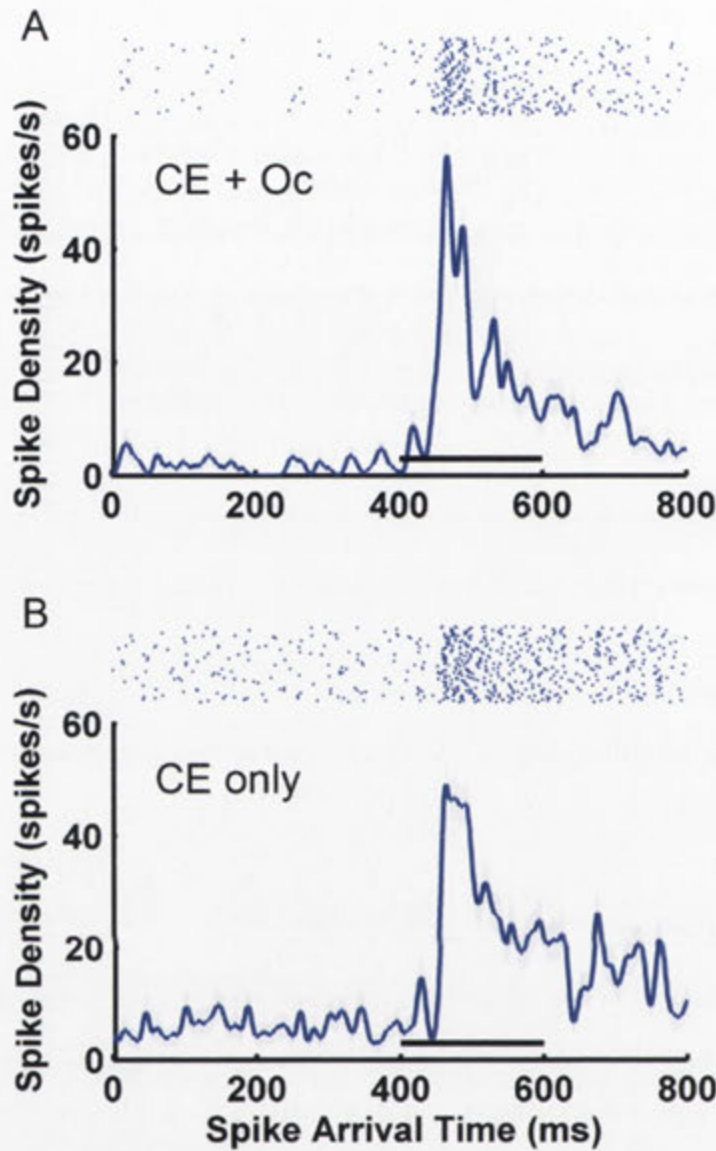 A
60
CE + Oc
40
20
0
Spike Density (spikes/s)
0 200 400 600 800
B
60
CE only
40
20
0
Spike Density (spikes/s)
0 200 400 600 800
Spike Arrival Time (ms)